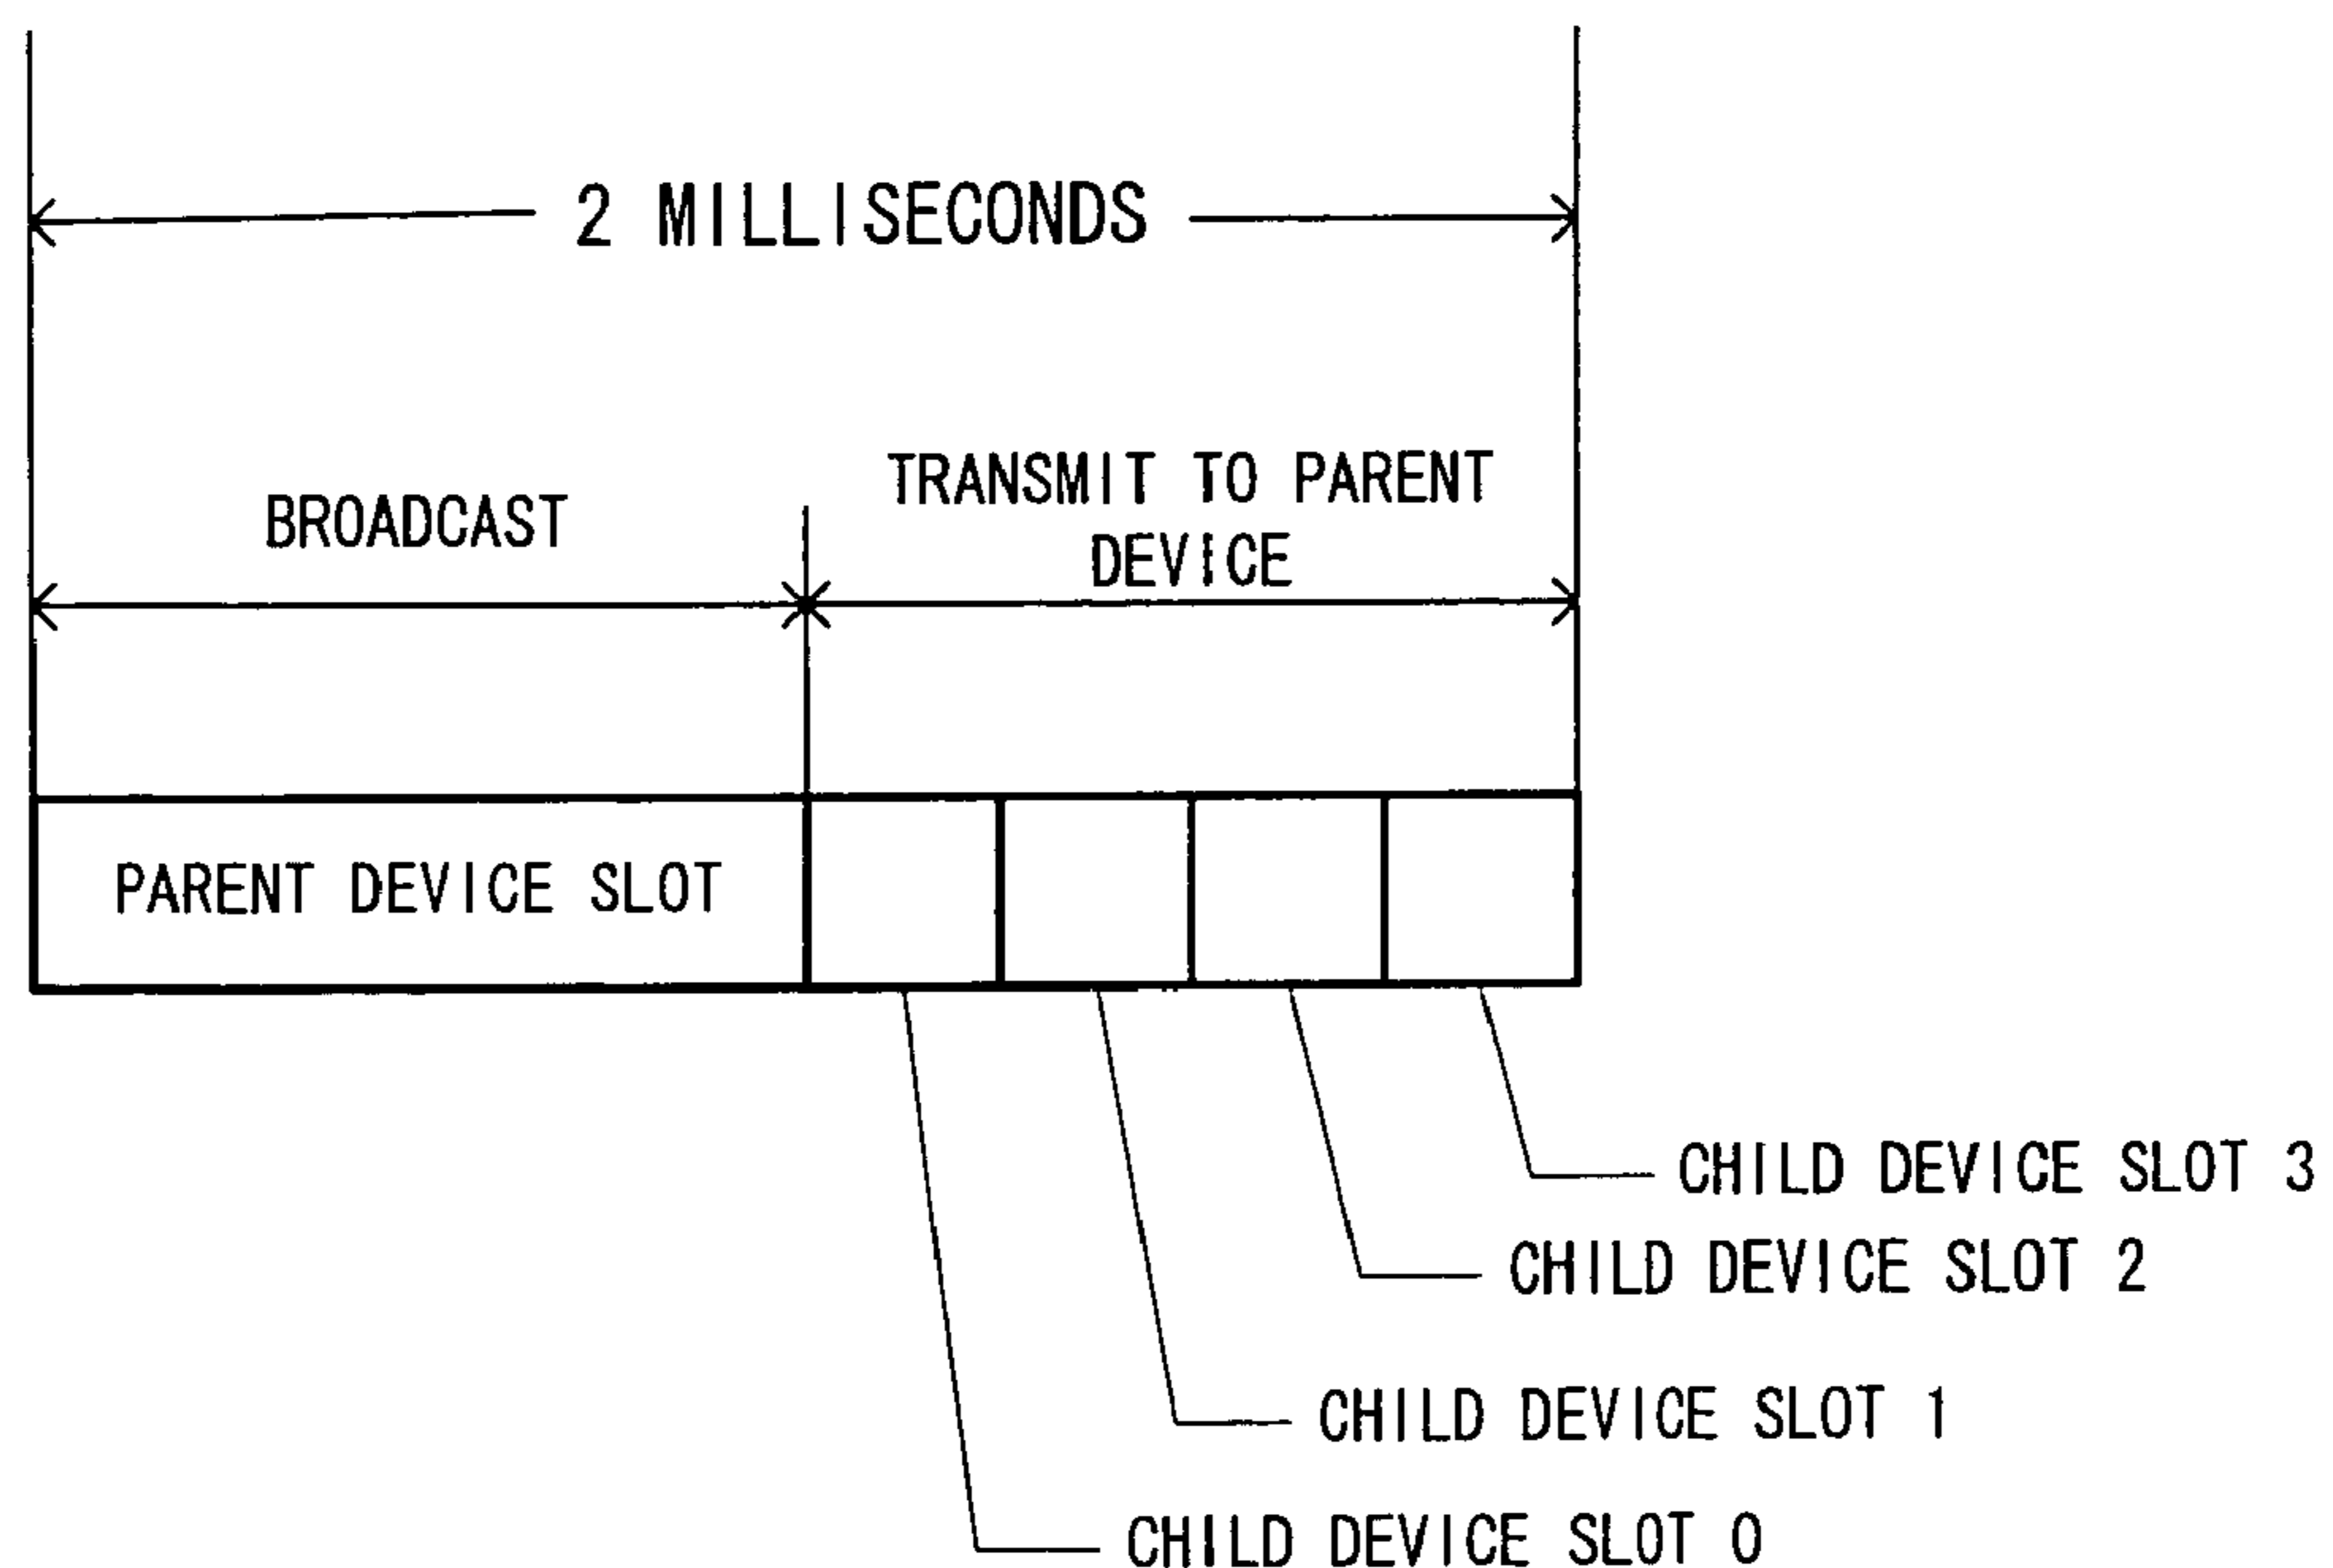 2 MILLISECONDS
BROADCAST
TRANSMIT TO PARENT
DEVICE
PARENT DEVICE SLOT
CHILD DEVICE SLOT 3
CHILD DEVICE SLOT 2
CHILD DEVICE SLOT 1
CHILD DEVICE SLOT 0